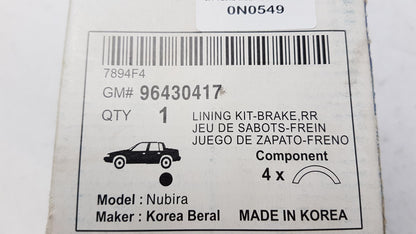 0N0549
7894F4
GM# 96430417
QTY 1 LINING KIT-BRAKE,RR
JEU DE SABOTS-FREIN
JUEGO DE ZAPATO-FRENO
Component
4 x
Model : Nubira
Maker : Korea Beral MADE IN KOREA